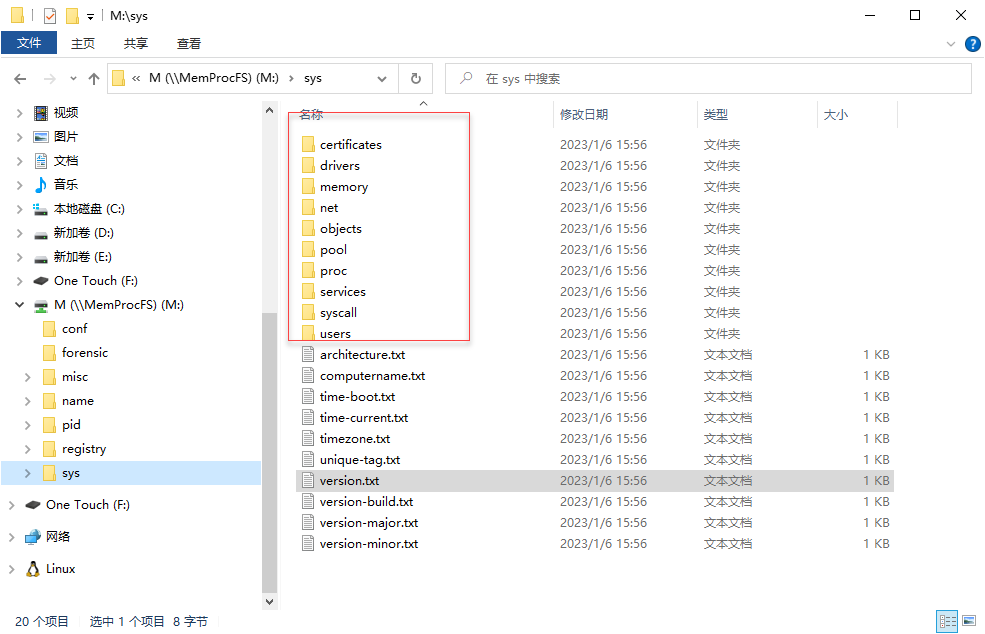 M:\sys
文件 主页 共享 查看
« M (\\MemProcFS) (M:) › sys 在 sys 中搜索
视频
图片
文档
音乐
本地磁盘 (C:)
新加卷 (D:)
新加卷 (E:)
One Touch (F:)
M (\\MemProcFS) (M:)
conf
forensic
misc
name
pid
registry
sys
One Touch (F:)
网络
Linux
名称 修改日期 类型 大小
certificates 2023/1/6 15:56 文件夹
drivers 2023/1/6 15:56 文件夹
memory 2023/1/6 15:56 文件夹
net 2023/1/6 15:56 文件夹
objects 2023/1/6 15:56 文件夹
pool 2023/1/6 15:56 文件夹
proc 2023/1/6 15:56 文件夹
services 2023/1/6 15:56 文件夹
syscall 2023/1/6 15:56 文件夹
users 2023/1/6 15:56 文件夹
architecture.txt 2023/1/6 15:56 文本文档 1 KB
computername.txt 2023/1/6 15:56 文本文档 1 KB
time-boot.txt 2023/1/6 15:56 文本文档 1 KB
time-current.txt 2023/1/6 15:56 文本文档 1 KB
timezone.txt 2023/1/6 15:56 文本文档 1 KB
unique-tag.txt 2023/1/6 15:56 文本文档 1 KB
version.txt 2023/1/6 15:56 文本文档 1 KB
version-build.txt 2023/1/6 15:56 文本文档 1 KB
version-major.txt 2023/1/6 15:56 文本文档 1 KB
version-minor.txt 2023/1/6 15:56 文本文档 1 KB
20 个项目 选中 1 个项目 8 字节